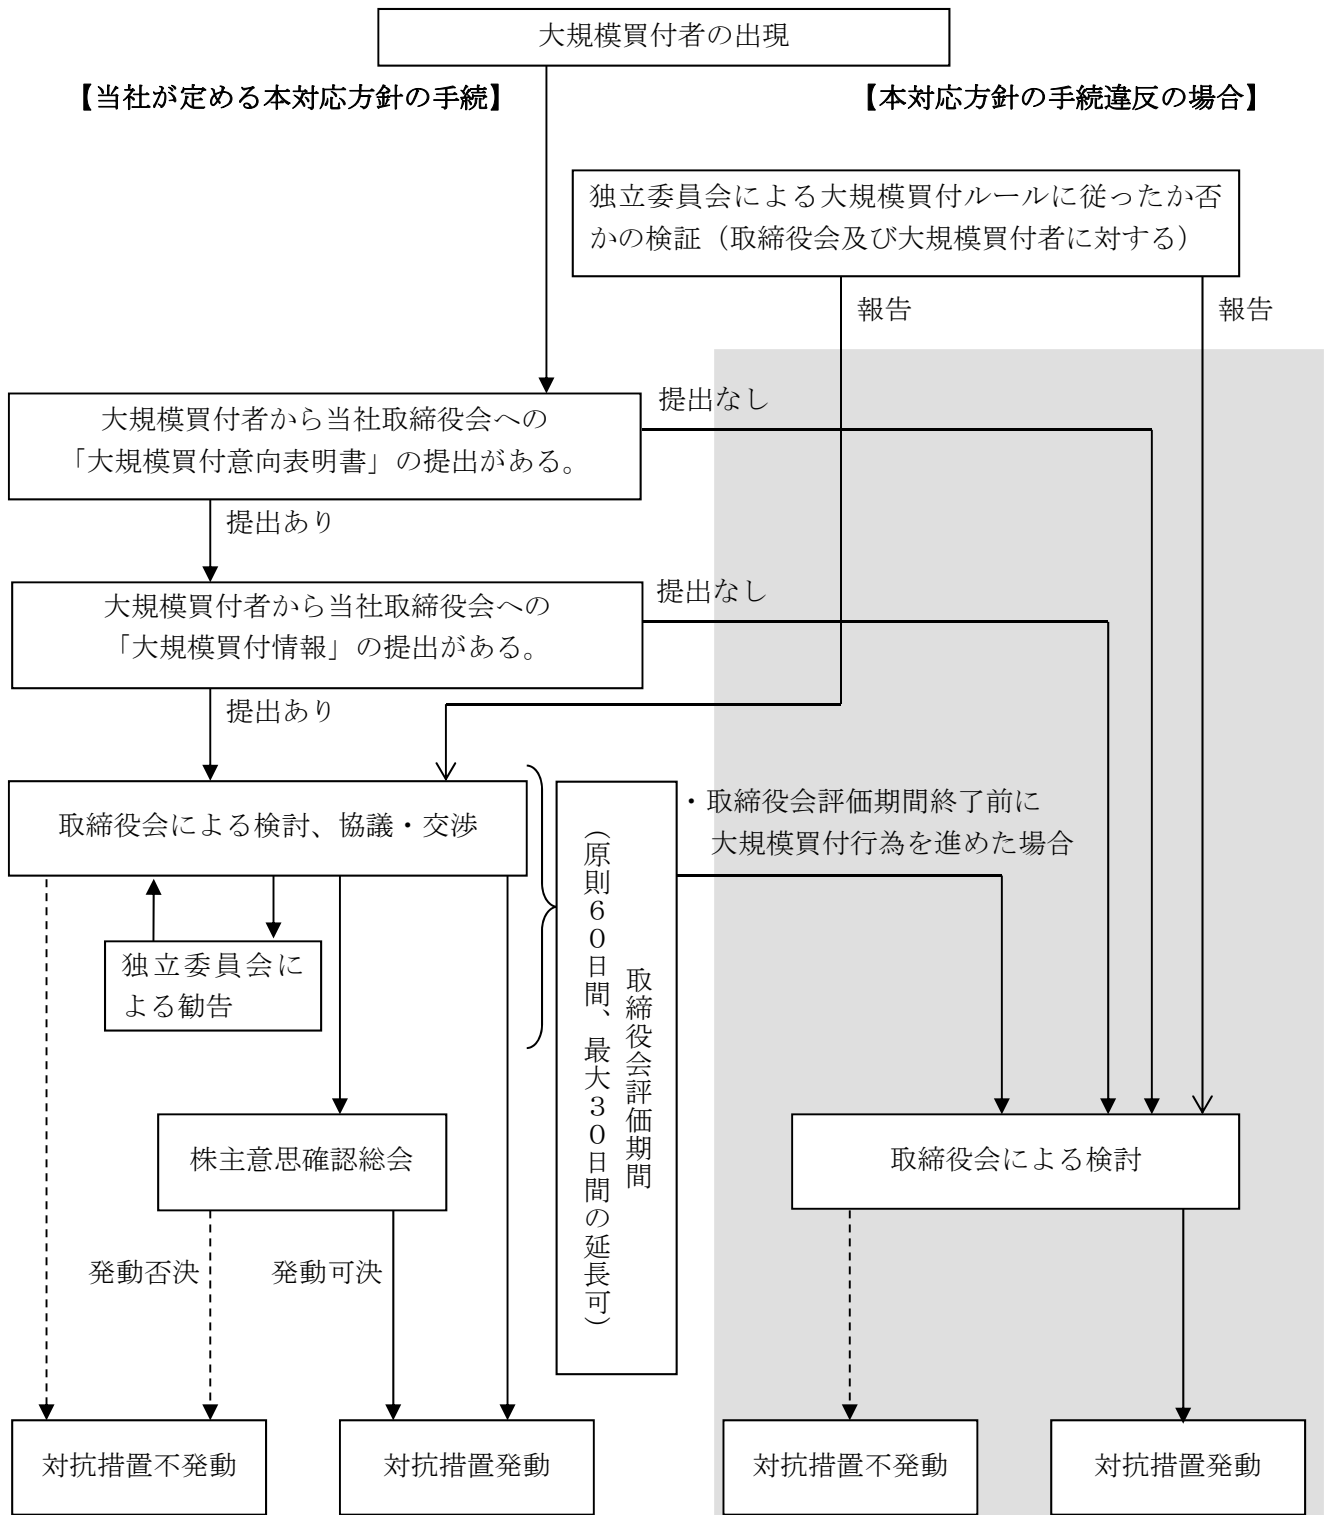 大規模買付者の出現
【当社が定める本対応方針の手続】
【本対応方針の手続違反の場合】
独立委員会による大規模買付ルールに従ったか否
かの検証（取締役会及び大規模買付者に対する）
報告
報告
大規模買付者から当社取締役会への
「大規模買付意向表明書」の提出がある。
提出なし
提出あり
大規模買付者から当社取締役会への
「大規模買付情報」の提出がある。
提出なし
提出あり
取締役会による検討、協議・交渉
・取締役会評価期間終了前に
大規模買付行為を進めた場合
取締役会評価期間
（原則６０日間、最大３０日間の延長可）
独立委員会に
よる勧告
株主意思確認総会
取締役会による検討
発動否決
発動可決
対抗措置不発動
対抗措置発動
対抗措置不発動
対抗措置発動